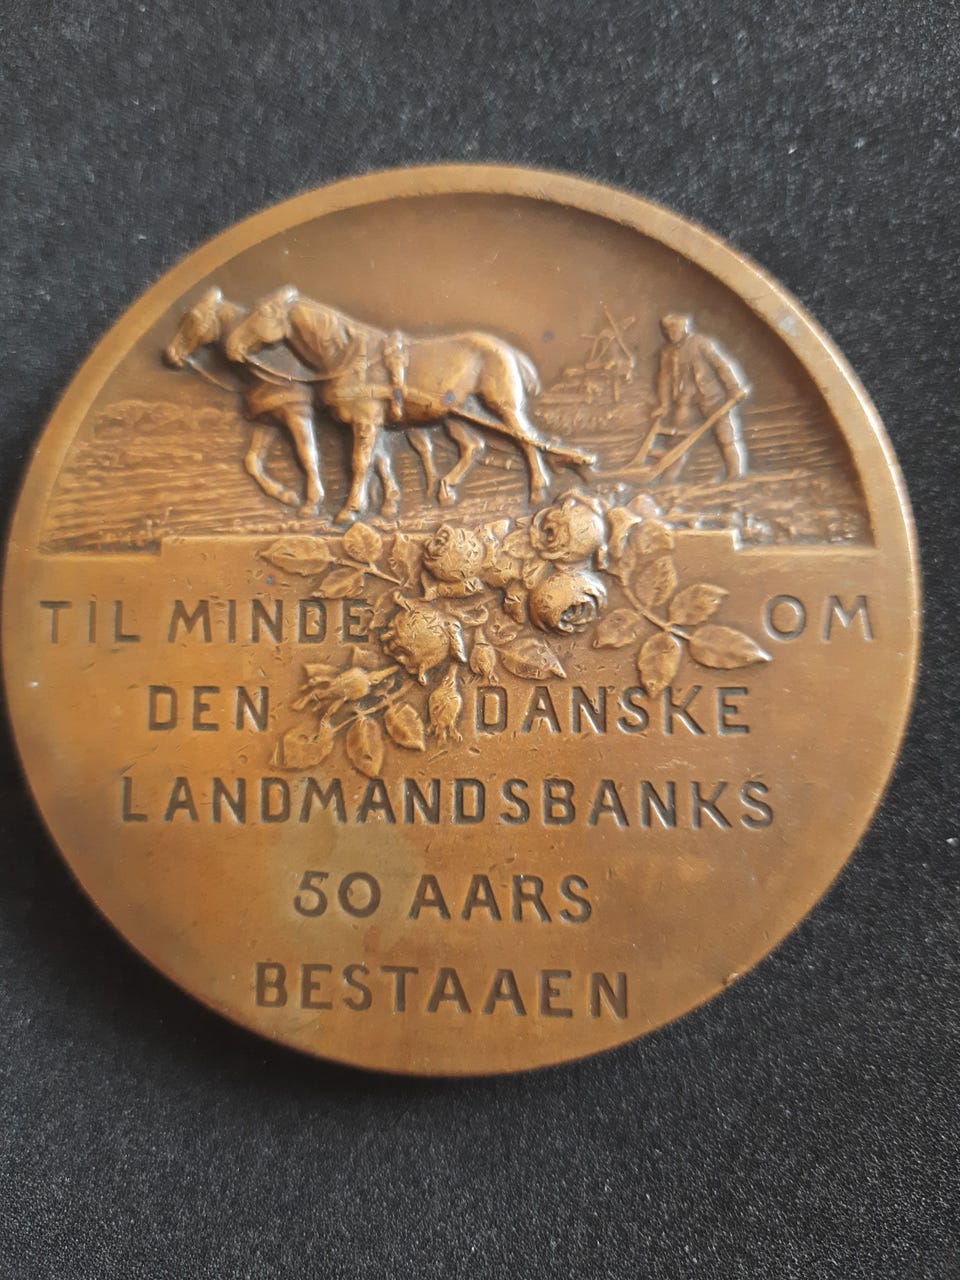 TIL MINDE OM
DEN DANSKE
LANDMANDSBANKS
50 AARS
BESTAAEN